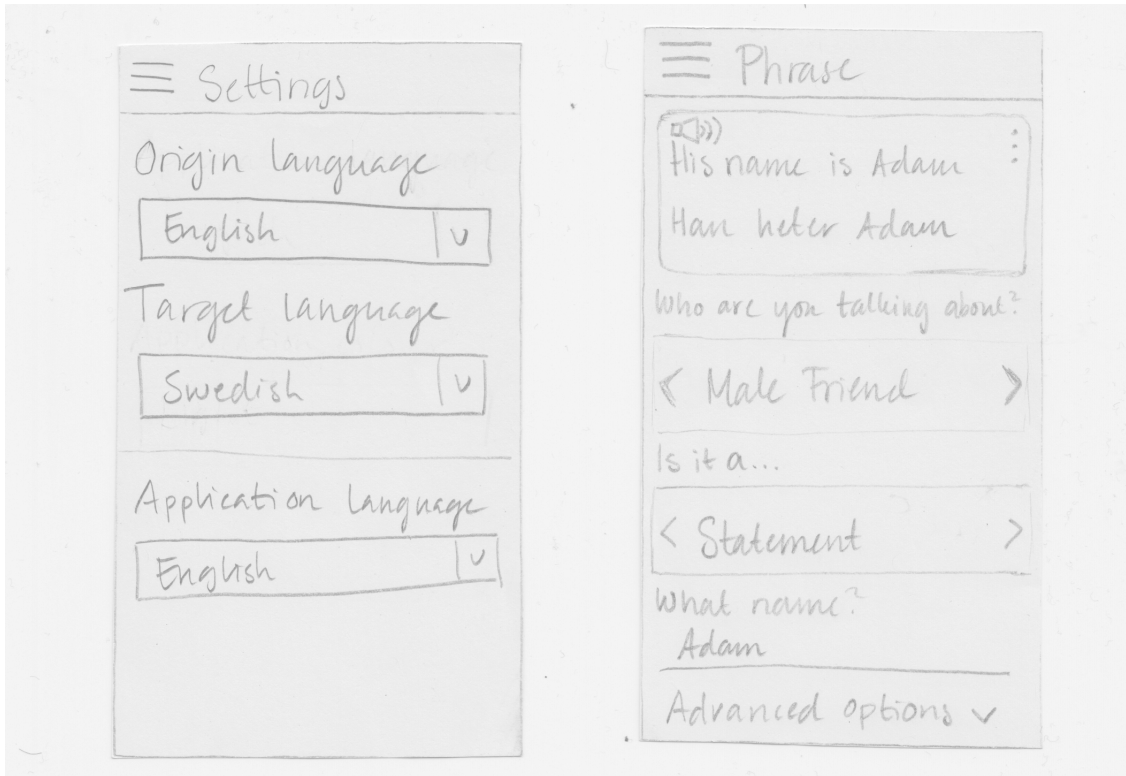 Settings
Origin language
English
Target language
Swedish
Application Language
English
Phrase
His name is Adam
Han heter Adam
Who are you talking about?
Male Friend
Is it a...
Statement
What name?
Adam
Advanced options